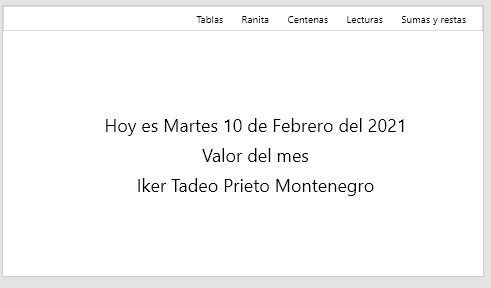 Tablas Ranita Centenas Lecturas Sumas y restas
Hoy es Martes 10 de Febrero del 2021
Valor del mes
Iker Tadeo Prieto Montenegro